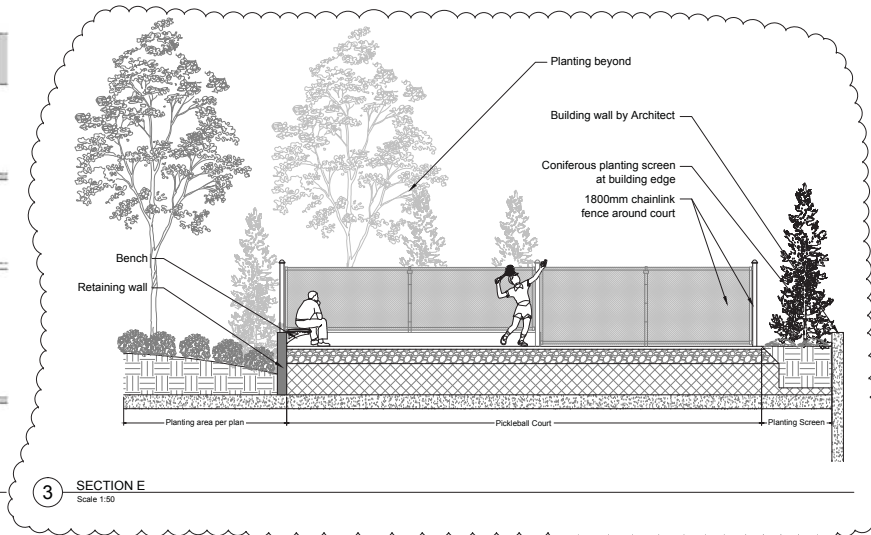 Planting beyond
Building wall by Architect
Coniferous planting screen
at building edge
1800mm chainlink
fence around court
Bench
Retaining wall
Planting area per plan
Pickleball Court
Planting Screen
3
SECTION E
Scale 1:50